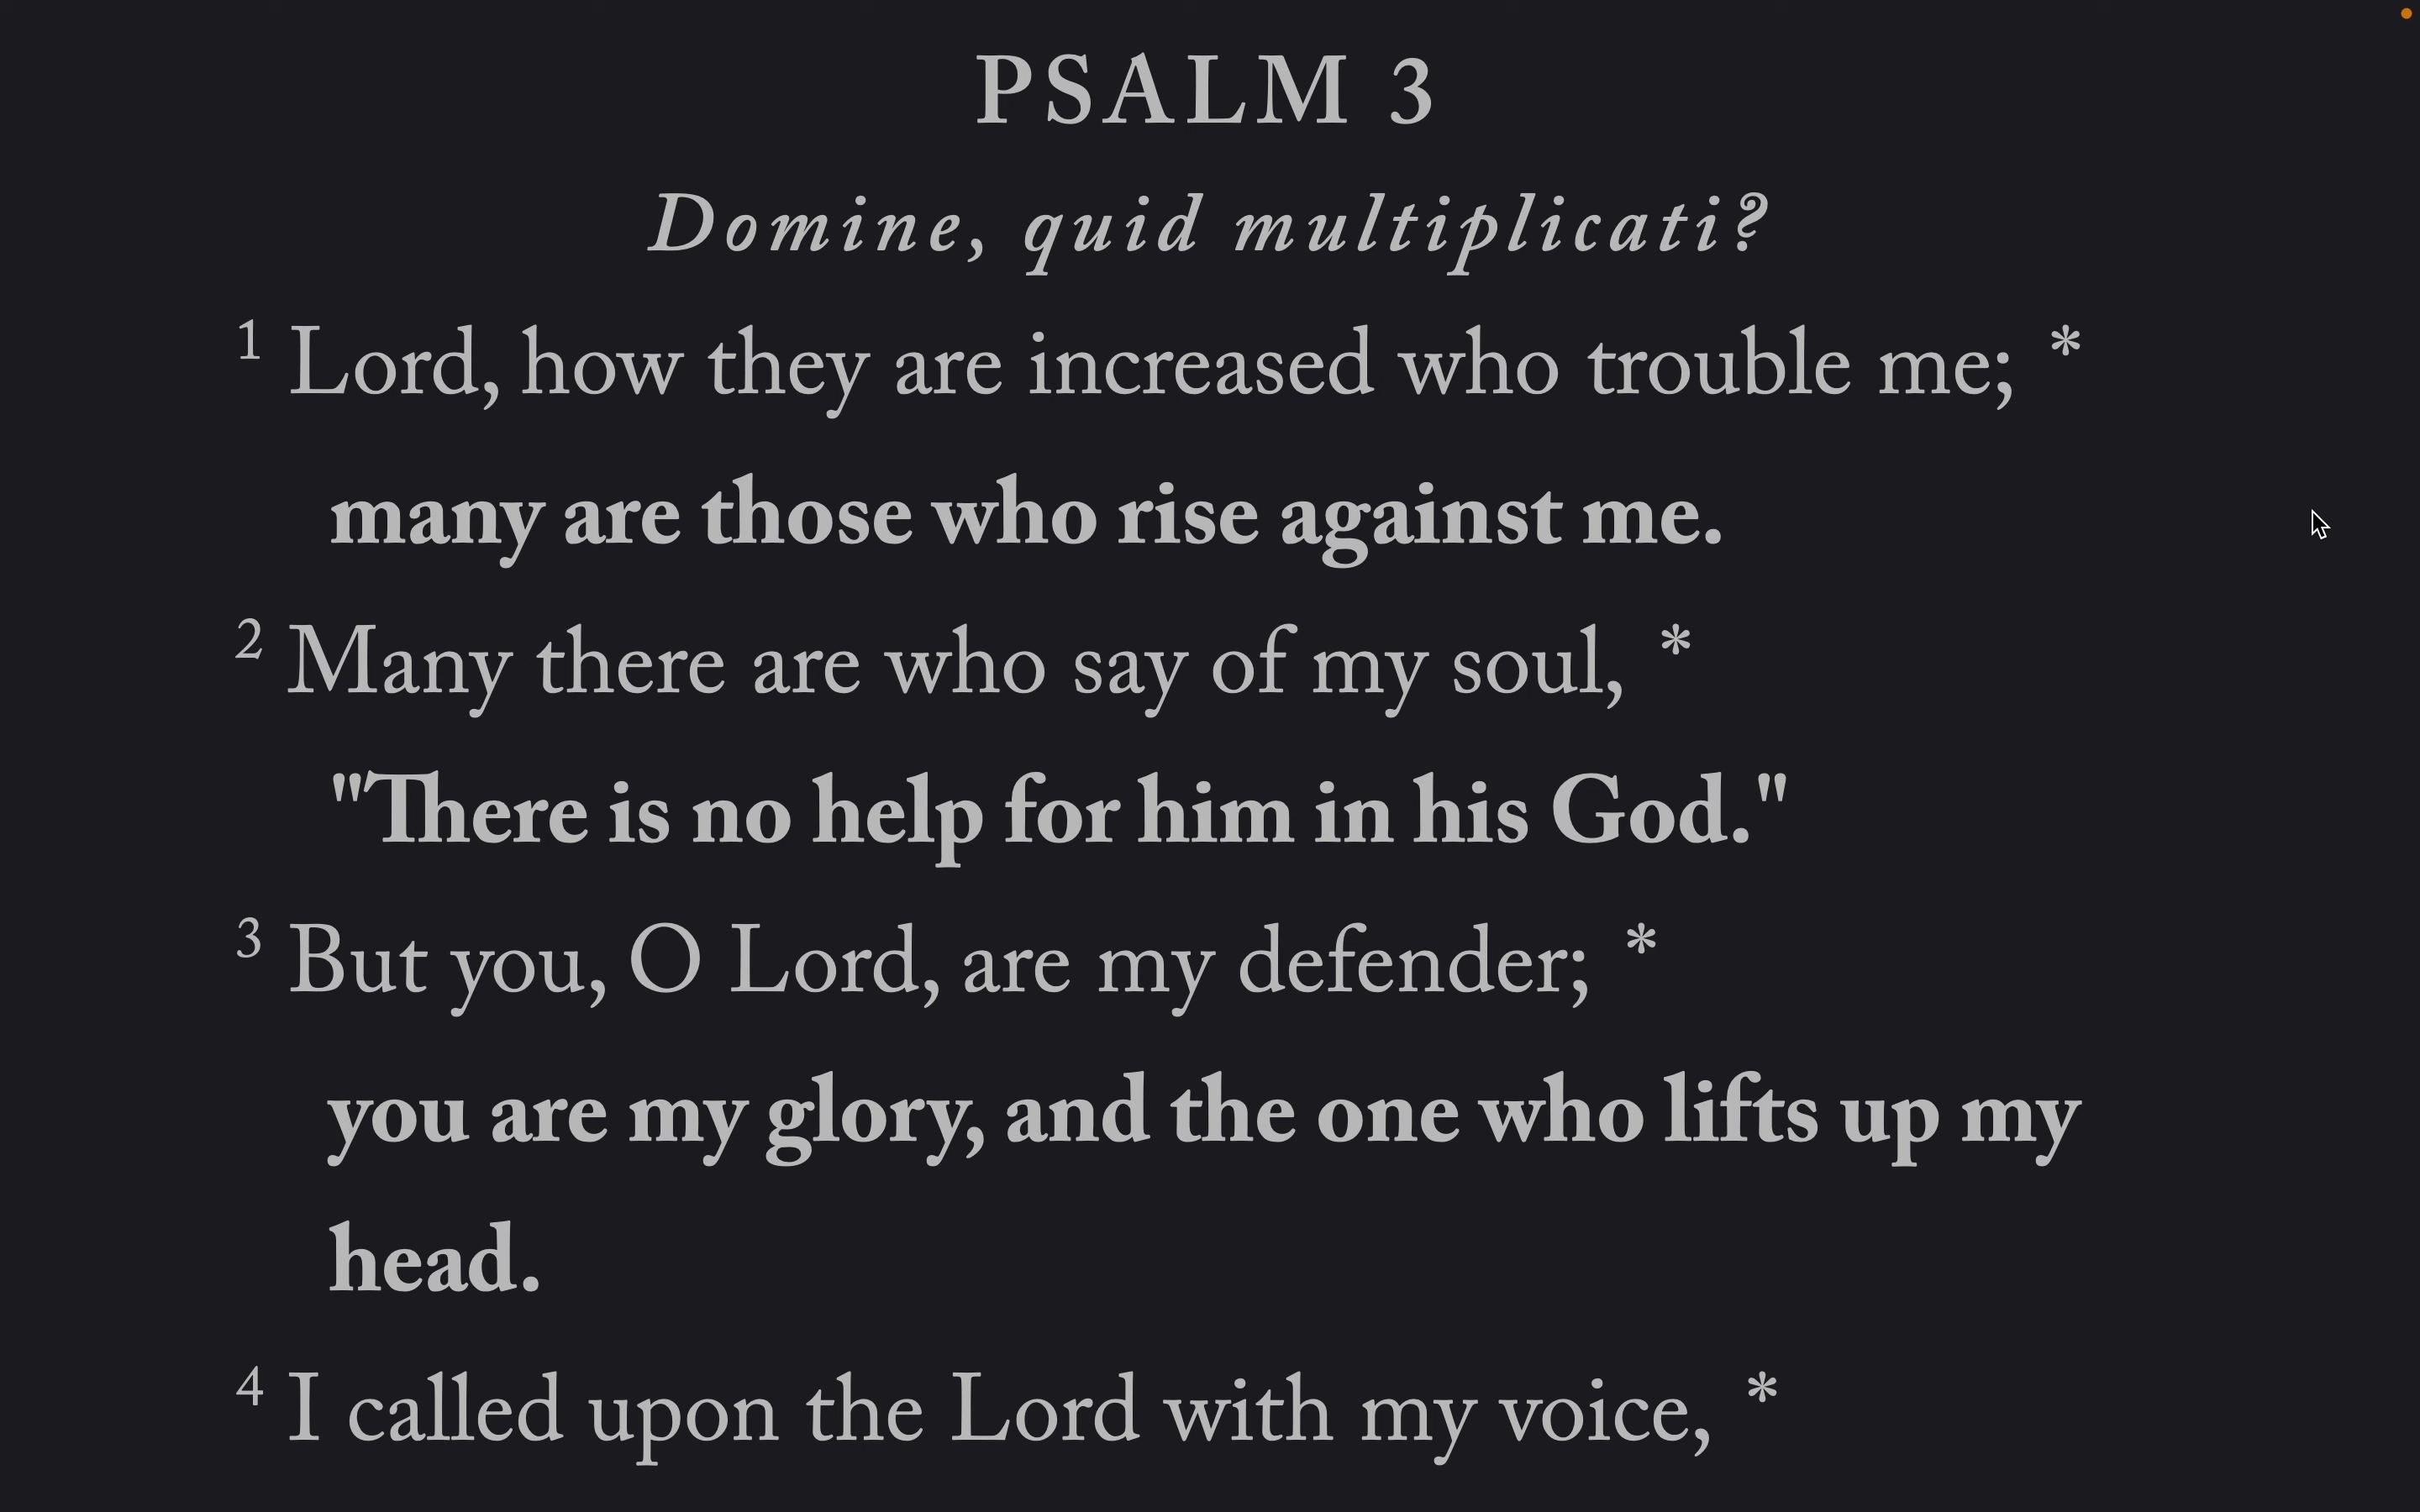 PSALM 3
Domine, quid multiplicati?
1 Lord, how they are increased who trouble me; *
many are those who rise against me.
2 Many there are who say of my soul, *
"There is no help for him in his God."
3 But you, O Lord, are my defender; *
you are my glory, and the one who lifts up my
head.
4 I called upon the Lord with my voice, *